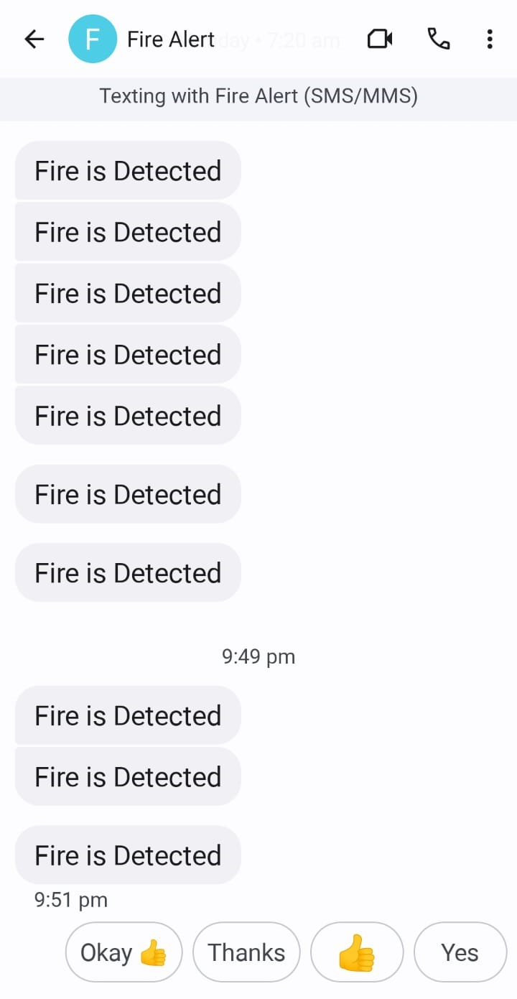 F
Fire Alert
day • 7:20 am
Texting with Fire Alert (SMS/MMS)
Fire is Detected
Fire is Detected
Fire is Detected
Fire is Detected
Fire is Detected
Fire is Detected
Fire is Detected
9:49 pm
Fire is Detected
Fire is Detected
Fire is Detected
9:51 pm
Okay 👍
Thanks
👍
Yes